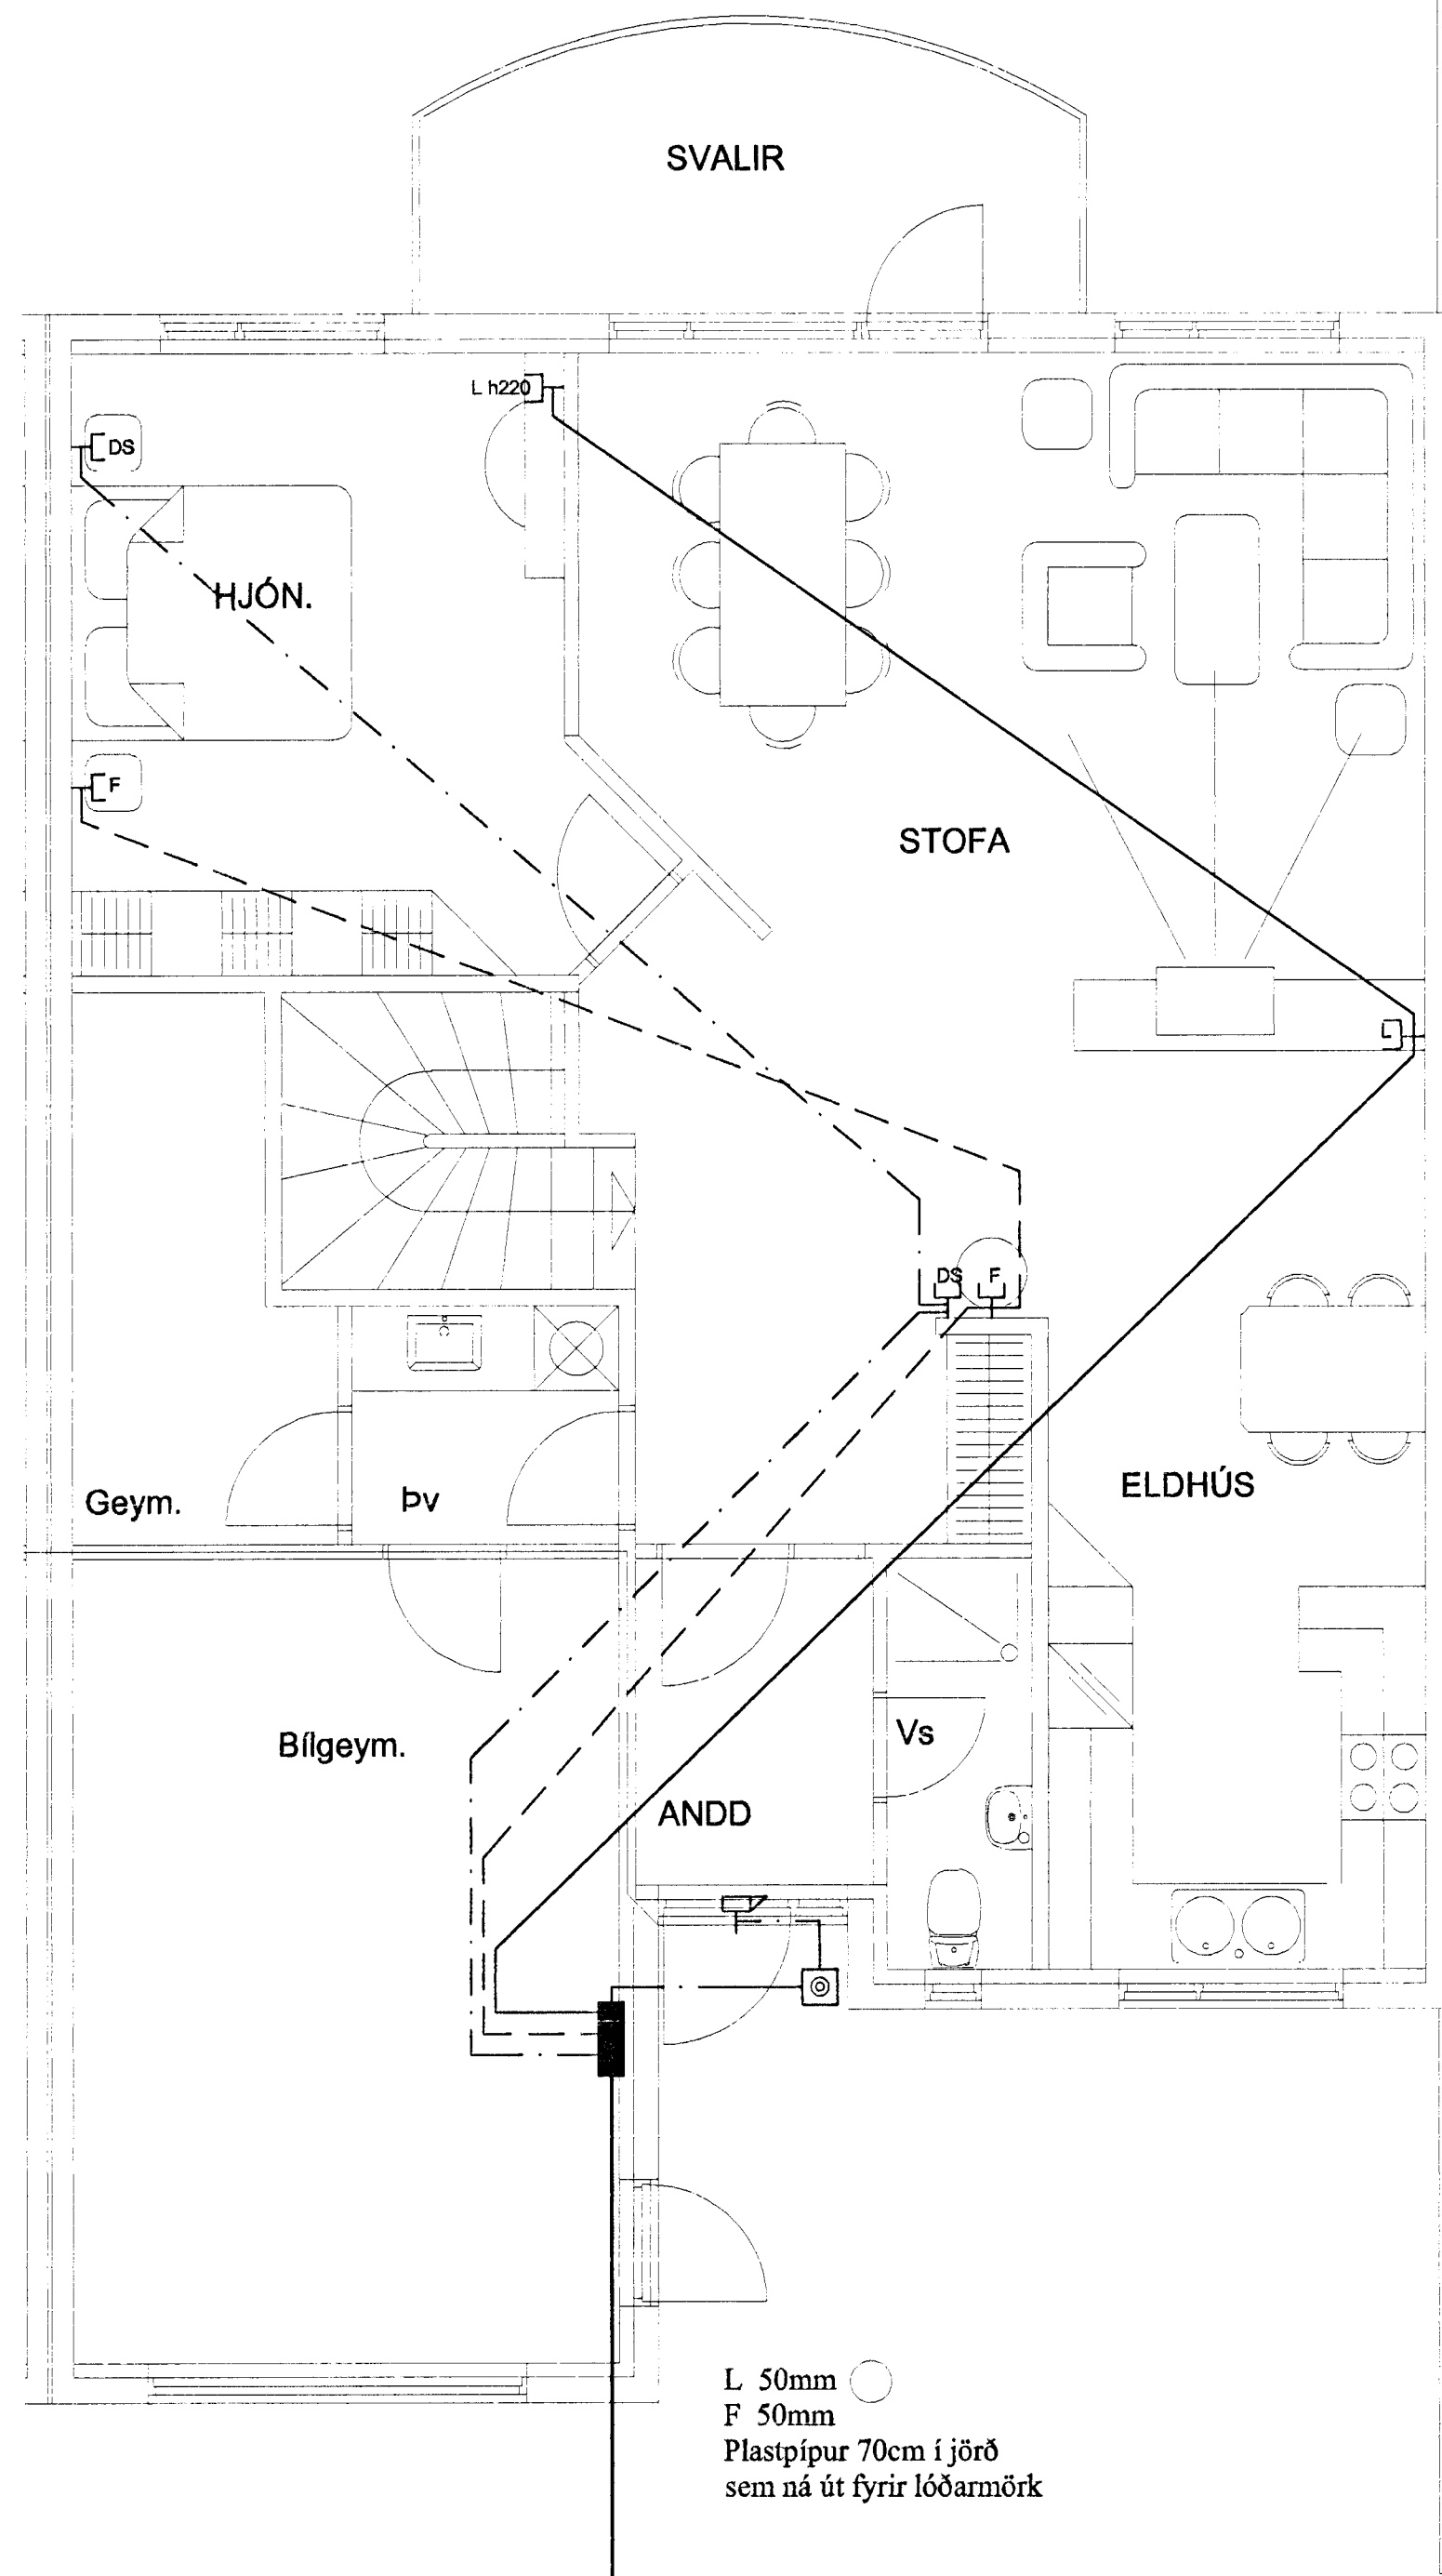 SVALIR
L h220
DS
HJÓN.
F
STOFA
L
DS F
ELDHÚS
Geym.
Þv
Bílgeym.
Vs
ANDD
L 50mm
F 50mm
Plastpípur 70cm í jörð
sem ná út fyrir lóðarmörk